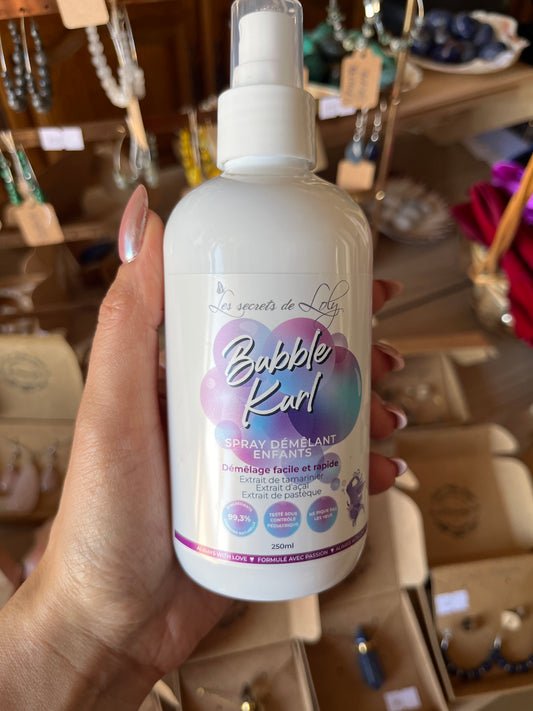 Les secrets de Loly
Bubble
Kurl
SPRAY DÉMÊLANT
ENFANTS
Démêlage facile et rapide
Extrait de tamarinier
Extrait d'açaï
Extrait de pastèque
99,3%
TESTÉ SOUS
CONTRÔLE
PÉDIATRIQUE
NE PIQUE PAS
LES YEUX
250ml
ALWAYS WITH LOVE ♥ FORMULÉ AVEC PASSION ♥ ALWAYS